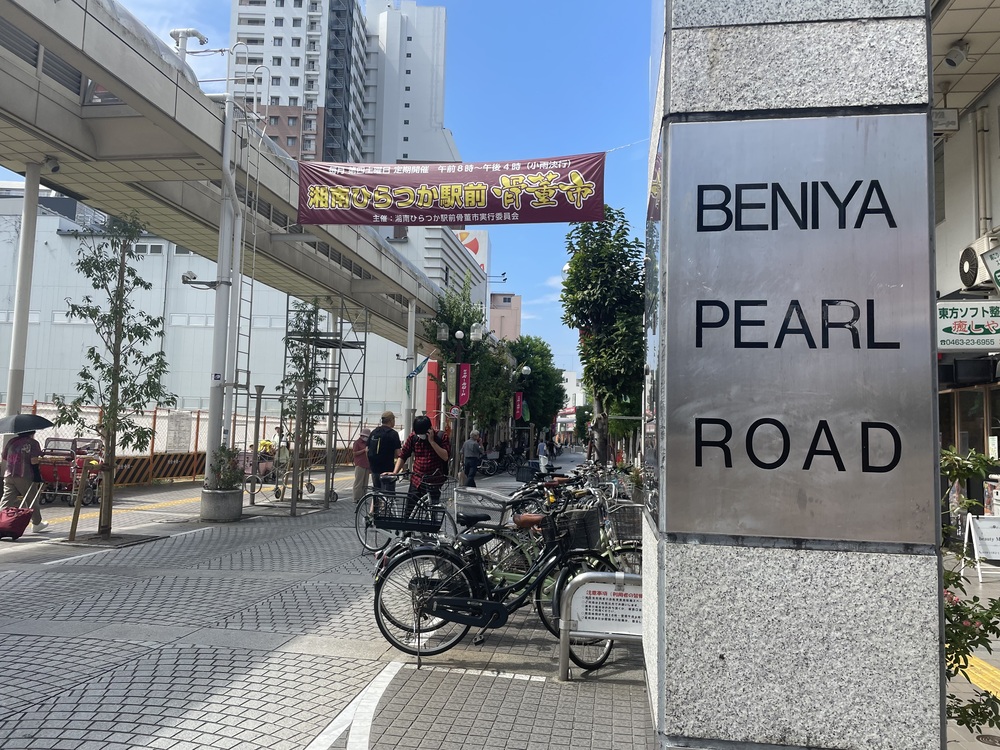 毎月 第四土曜日 定期開催 午前8時〜午後4時(小雨決行)
湘南ひらつか駅前 骨董市
主催：湘南ひらつか駅前骨董市実行委員会
BENIYA
PEARL
ROAD
東方ソフト整
癒しや
☎0463-23-6955